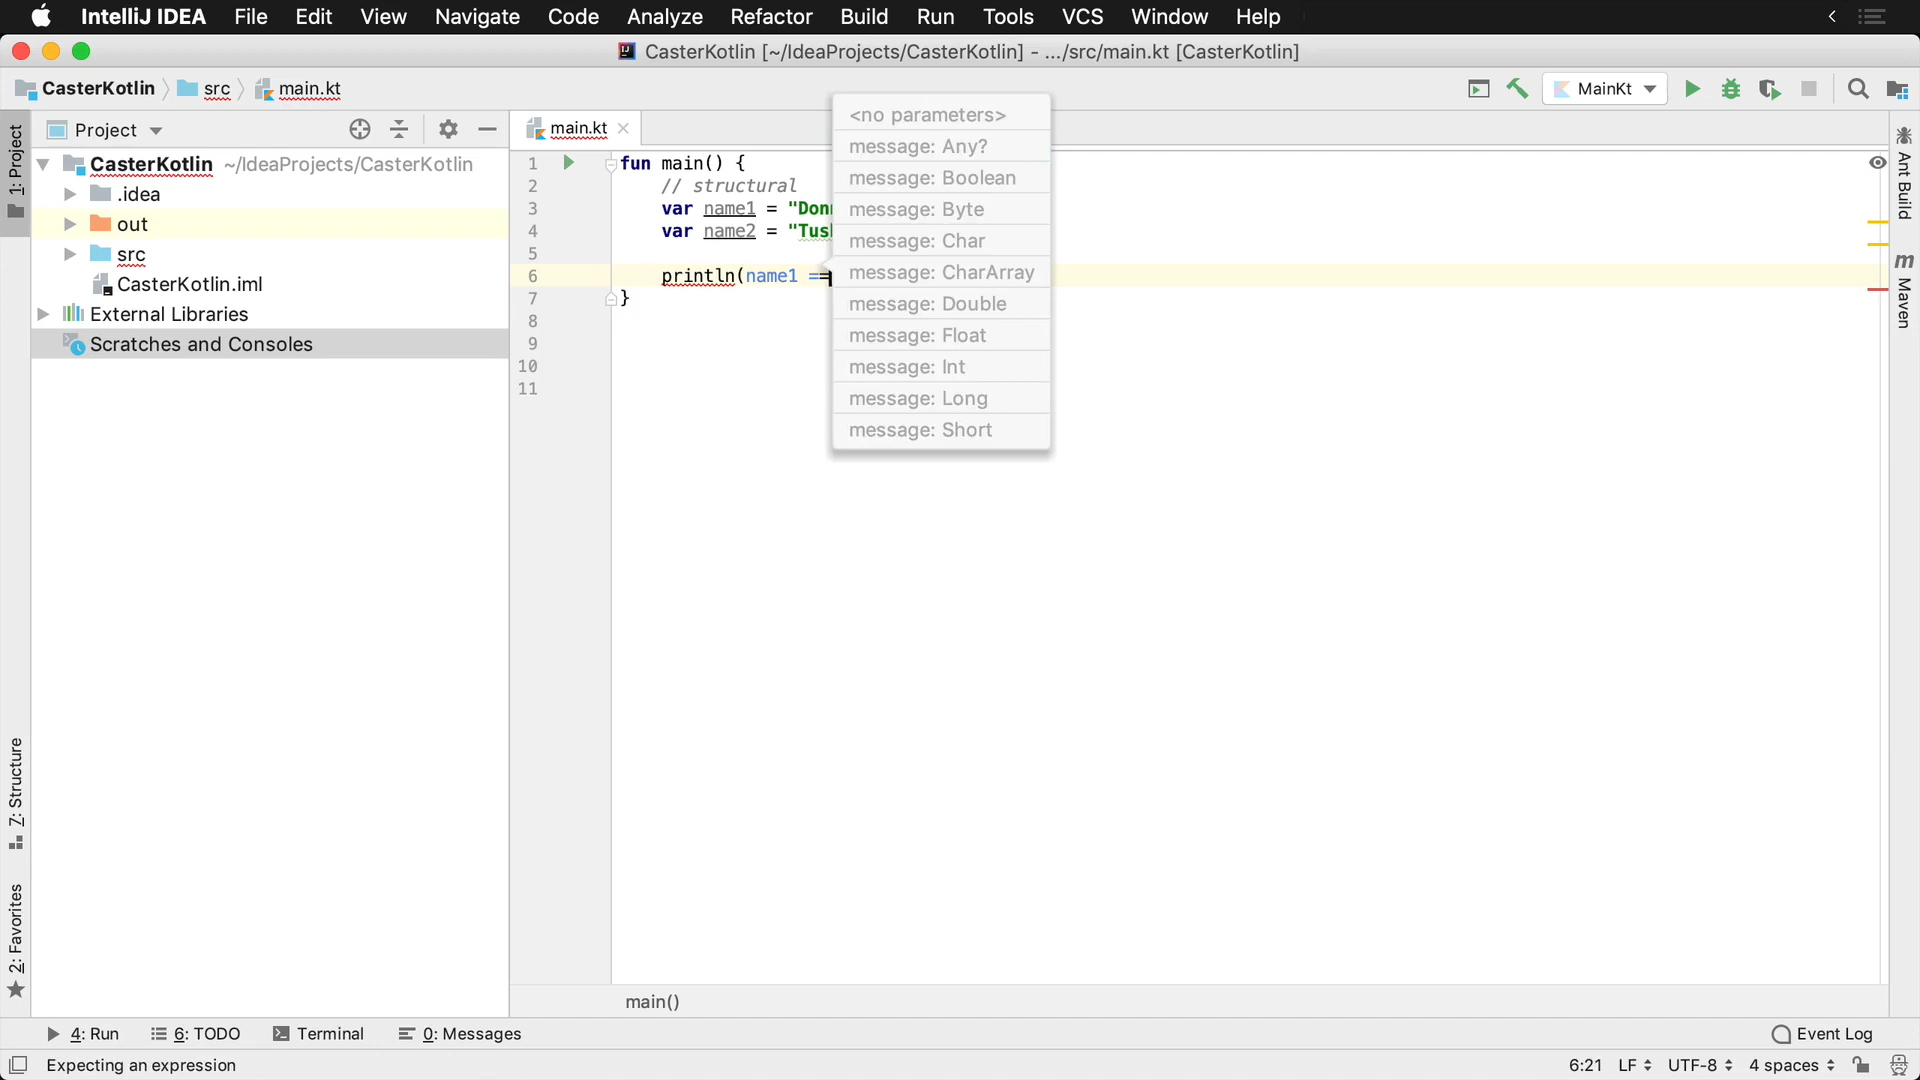 IntelliJ IDEA File Edit View Navigate Code Analyze Refactor Build Run Tools VCS Window Help
CasterKotlin [~/IdeaProjects/CasterKotlin] - .../src/main.kt [CasterKotlin]
CasterKotlin src main.kt
MainKt
1: Project
Project
CasterKotlin ~/IdeaProjects/CasterKotlin
.idea
out
src
CasterKotlin.iml
External Libraries
Scratches and Consoles
main.kt
1 fun main() {
2 // structural
3 var name1 = "Don
4 var name2 = "Tus
5
6 println(name1 ==
7 }
8
9
10
11
<no parameters>
message: Any?
message: Boolean
message: Byte
message: Char
message: CharArray
message: Double
message: Float
message: Int
message: Long
message: Short
Ant Build
m Maven
Z: Structure
2: Favorites
main()
4: Run 6: TODO Terminal 0: Messages
Event Log
Expecting an expression
6:21 LF UTF-8 4 spaces